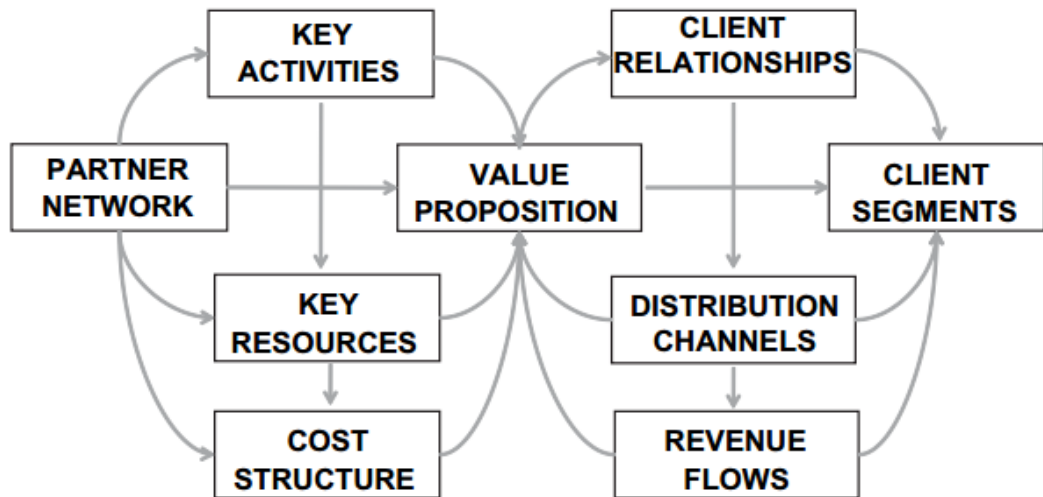 KEY
ACTIVITIES
CLIENT
RELATIONSHIPS
PARTNER
NETWORK
VALUE
PROPOSITION
CLIENT
SEGMENTS
KEY
RESOURCES
DISTRIBUTION
CHANNELS
COST
STRUCTURE
REVENUE
FLOWS